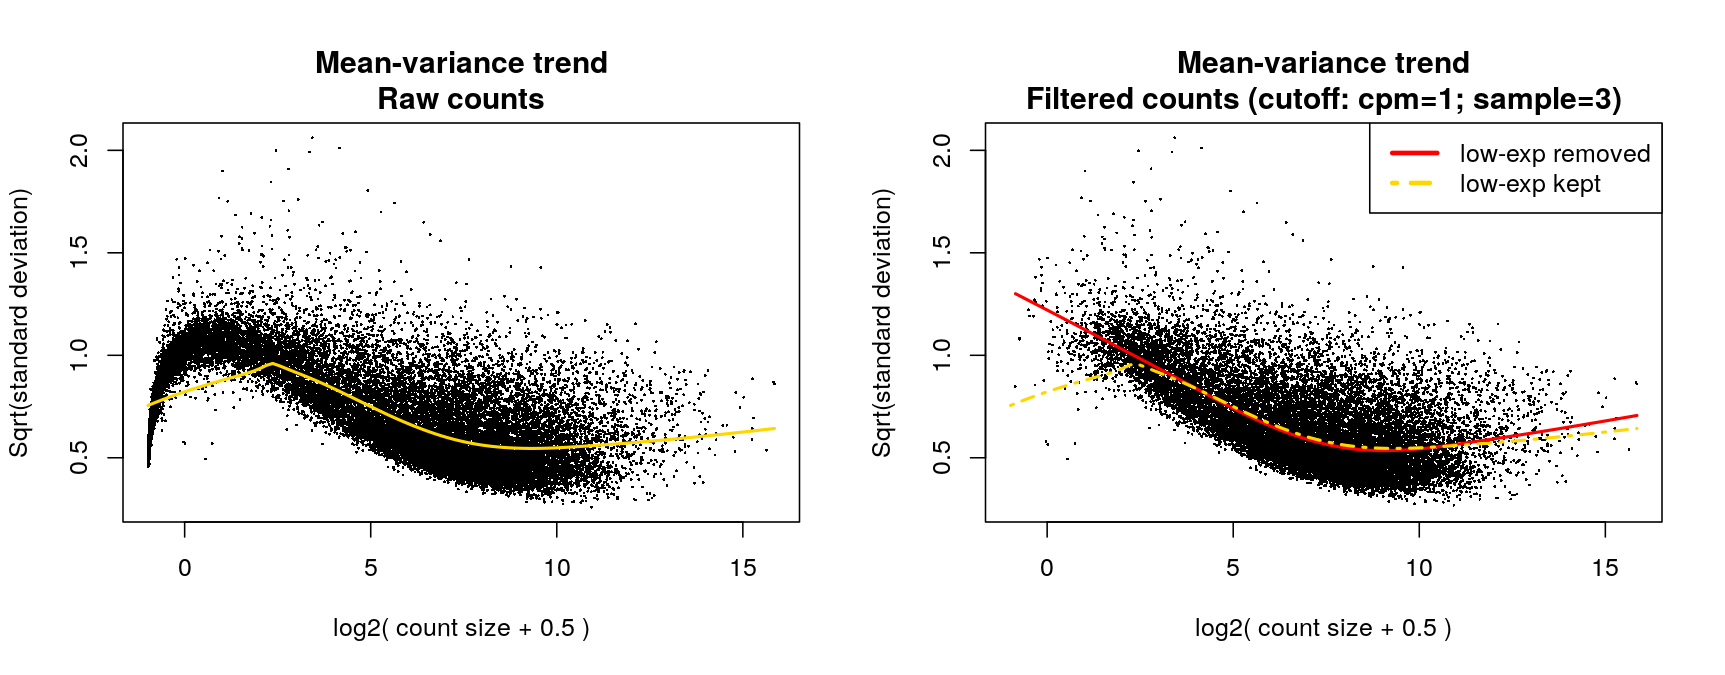 Mean-variance trend
Raw counts
Sqrt(standard deviation)
2.0
1.5
1.0
0.5
0 5 10 15
log2( count size + 0.5 )
Mean-variance trend
Filtered counts (cutoff: cpm=1; sample=3)
low-exp removed
low-exp kept
Sqrt(standard deviation)
2.0
1.5
1.0
0.5
0 5 10 15
log2( count size + 0.5 )